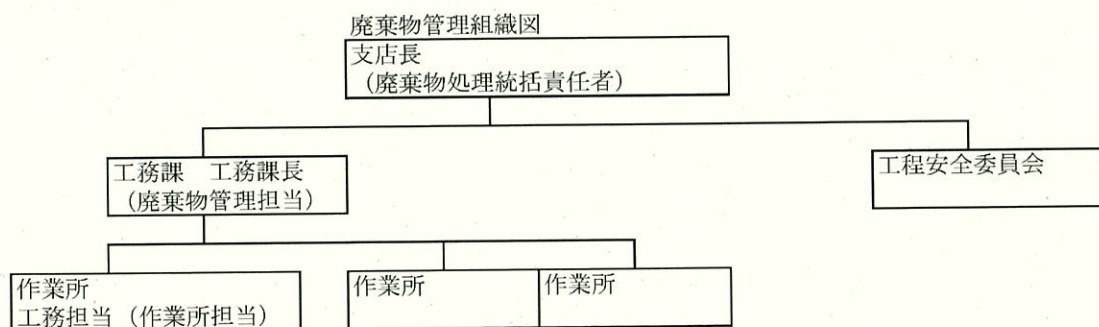 廃棄物管理組織図
支店長
(廃棄物処理統括責任者)
工務課 工務課長
(廃棄物管理担当)
工程安全委員会
作業所
工務担当(作業所担当)
作業所
作業所